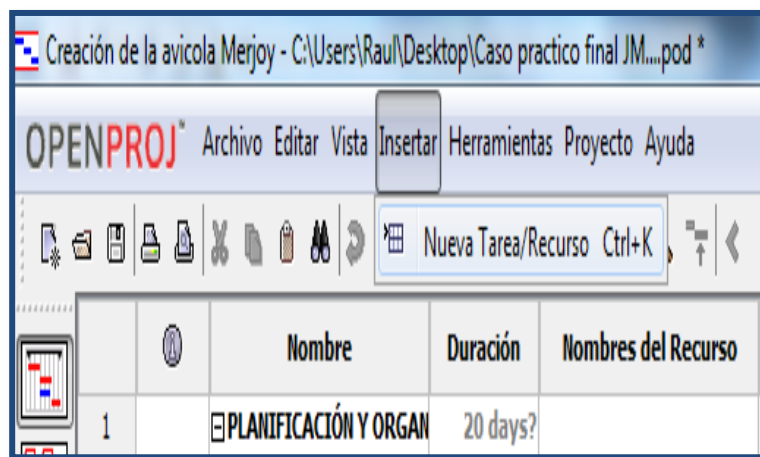 Creación de la avicola Merjoy - C:\Users\Raul\Desktop\Caso practico final JM....pod *
OPENPROJ™ Archivo Editar Vista Insertar Herramientas Proyecto Ayuda
Nueva Tarea/Recurso Ctrl+K
Nombre Duración Nombres del Recurso
1 PLANIFICACIÓN Y ORGAN 20 days?